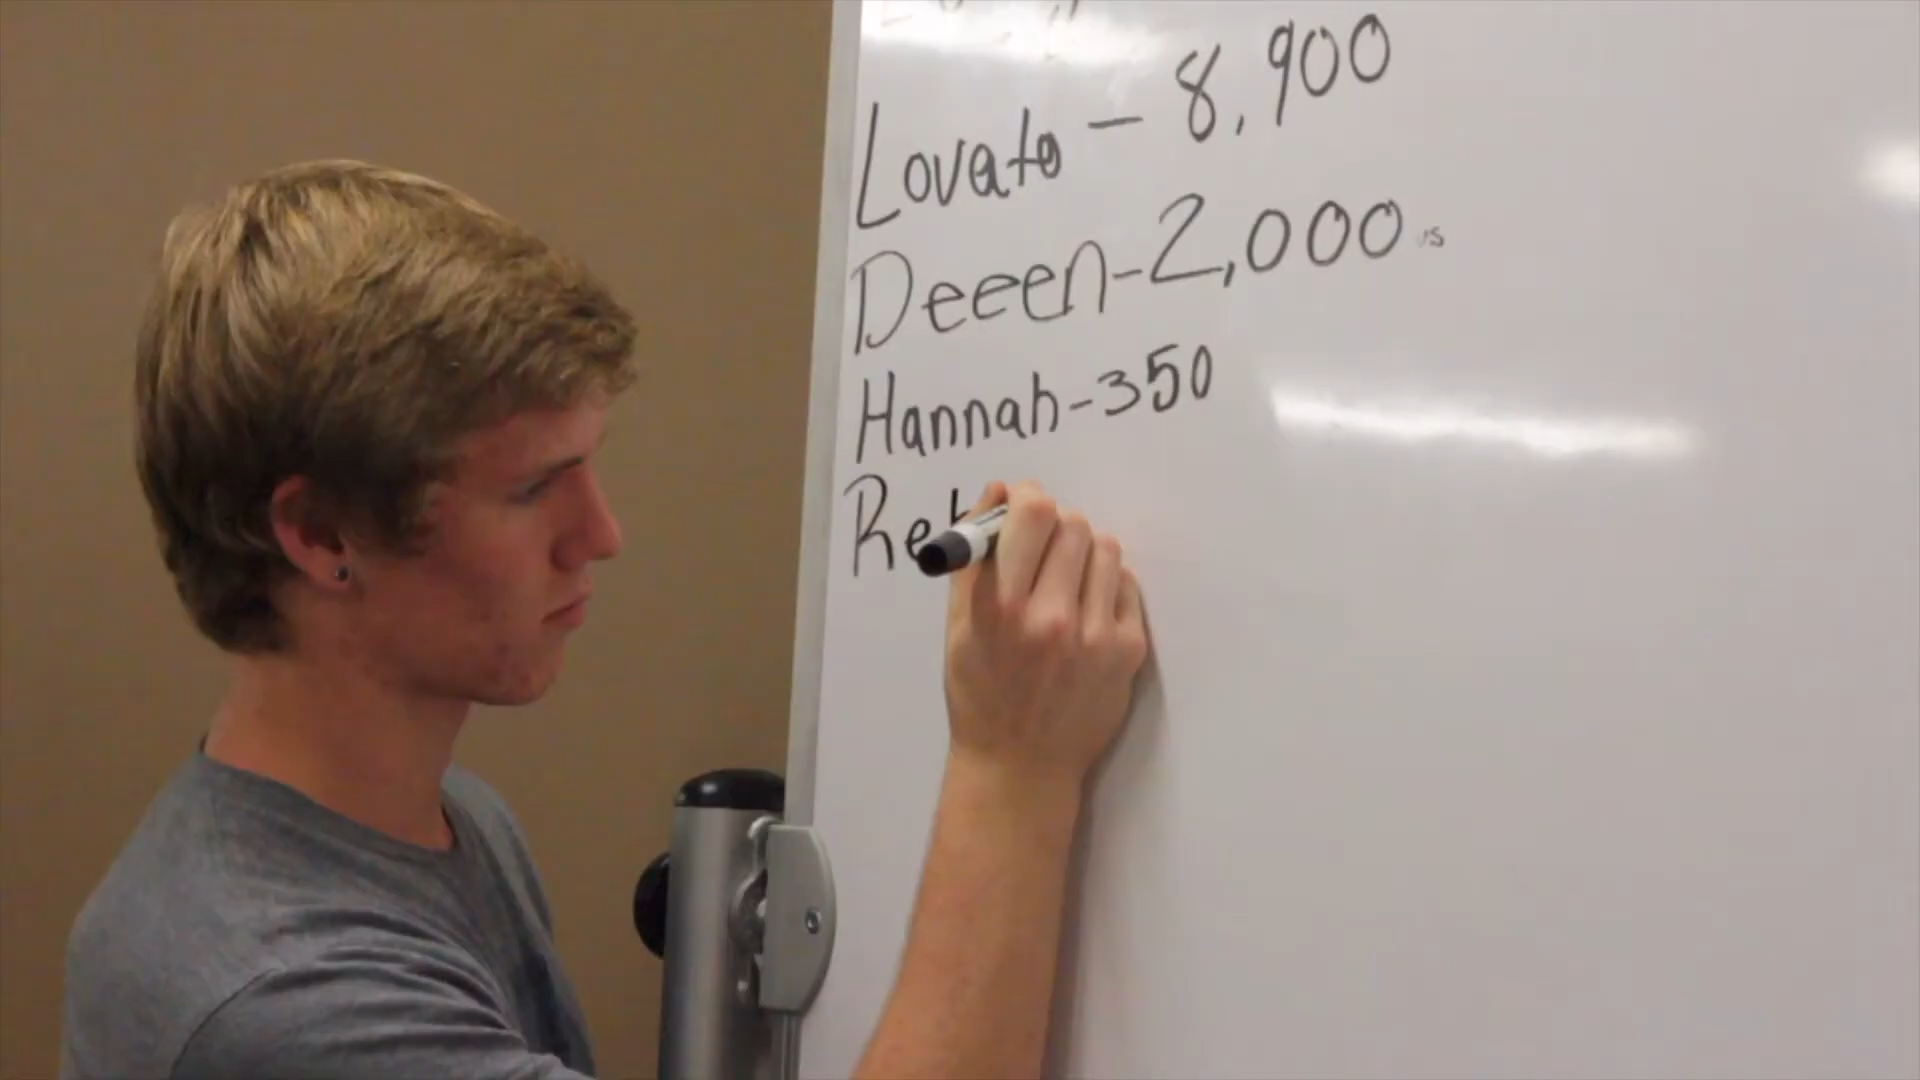 Lovato - 8,900
Deeen - 2,000
Hannah - 350
Reb